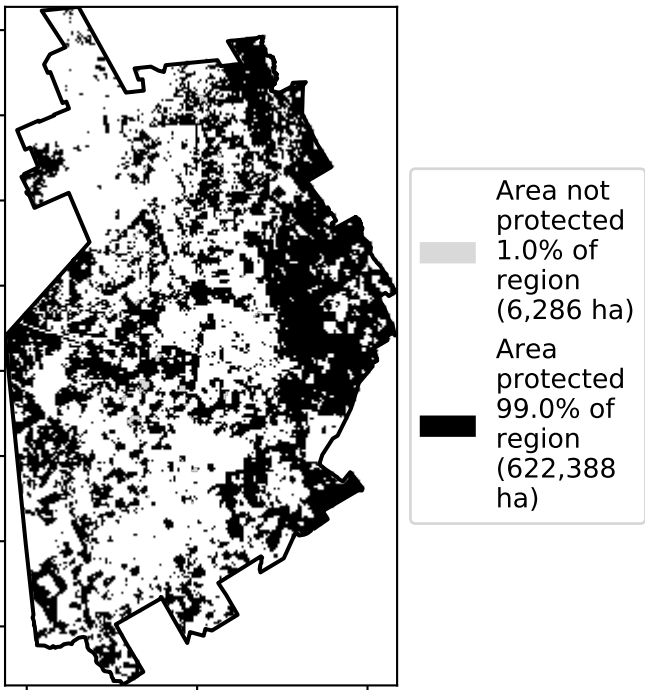 Area not
protected
1.0% of
region
(6,286 ha)
Area
protected
99.0% of
region
(622,388
ha)